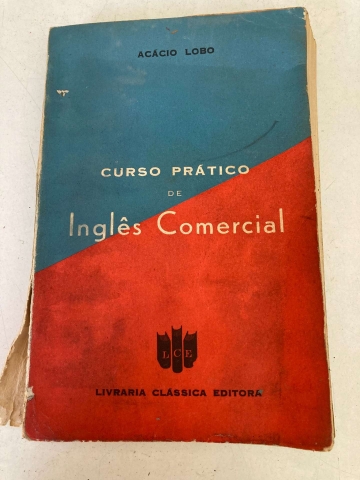 ACÁCIO LOBO
CURSO PRÁTICO
DE
Inglês Comercial
LCE
LIVRARIA CLÁSSICA EDITORA